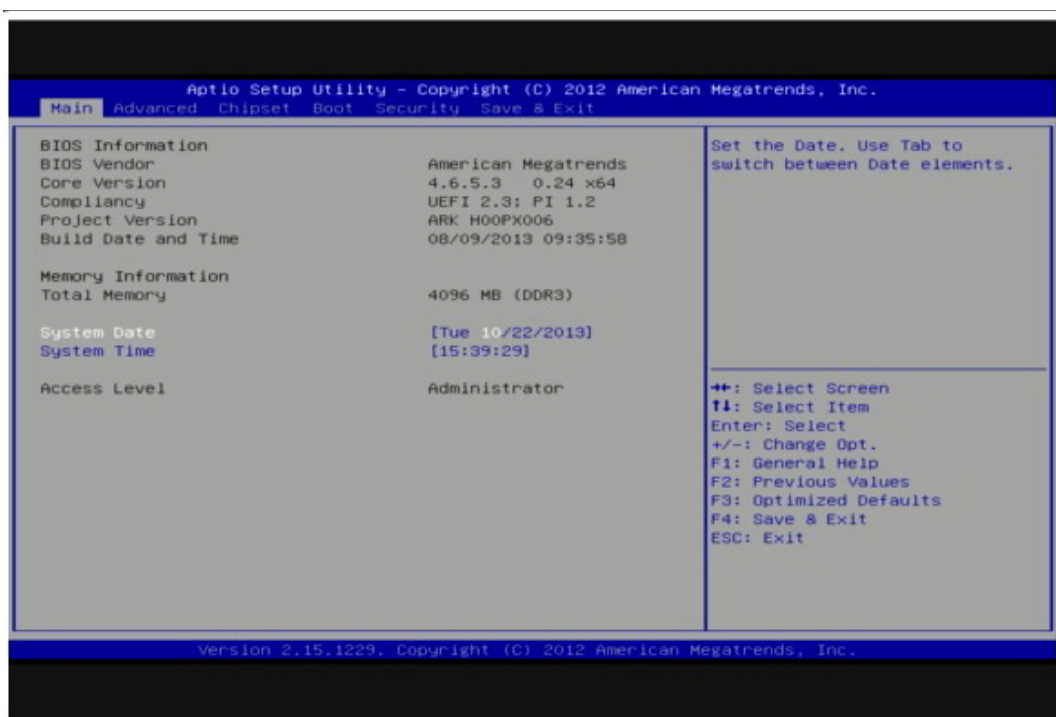 Aptio Setup Utility - Copyright (C) 2012 American Megatrends, Inc.
Main Advanced Chipset Boot Security Save & Exit
BIOS Information
BIOS Vendor American Megatrends
Core Version 4.6.5.3 0.24 x64
Compliancy UEFI 2.3; PI 1.2
Project Version ARK H00PX006
Build Date and Time 08/09/2013 09:35:58
Memory Information
Total Memory 4096 MB (DDR3)
System Date [Tue 10/22/2013]
System Time [15:39:29]
Access Level Administrator
Set the Date. Use Tab to
switch between Date elements.
→←: Select Screen
↑↓: Select Item
Enter: Select
+/-: Change Opt.
F1: General Help
F2: Previous Values
F3: Optimized Defaults
F4: Save & Exit
ESC: Exit
Version 2.15.1229. Copyright (C) 2012 American Megatrends, Inc.